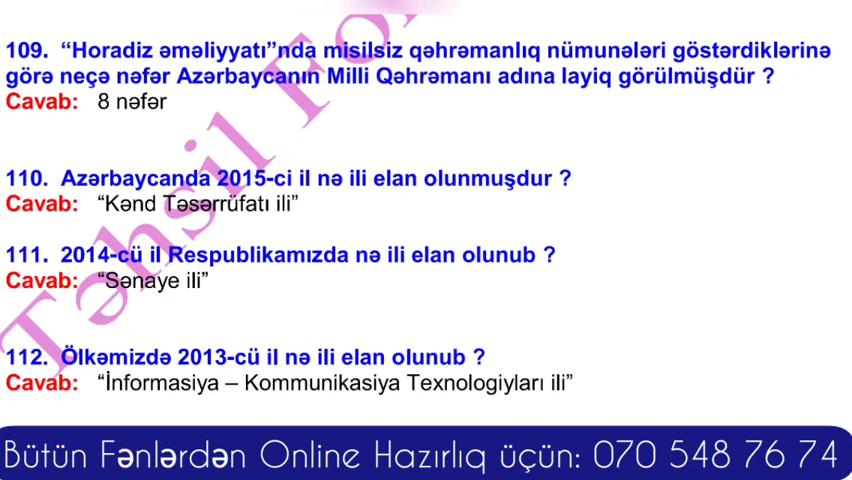 109. “Horadiz əməliyyatı”nda misilsiz qəhrəmanlıq nümunələri göstərdiklərinə
görə neçə nəfər Azərbaycanın Milli Qəhrəmanı adına layiq görülmüşdür ?
Cavab: 8 nəfər
110. Azərbaycanda 2015-ci il nə ili elan olunmuşdur ?
Cavab: “Kənd Təsərrüfatı ili”
111. 2014-cü il Respublikamızda nə ili elan olunub ?
Cavab: “Sənaye ili”
112. Ölkəmizdə 2013-cü il nə ili elan olunub ?
Cavab: “İnformasiya – Kommunikasiya Texnologiyları ili”
Təhsil Fo
Bütün Fənlərdən Online Hazırlıq üçün: 070 548 76 74